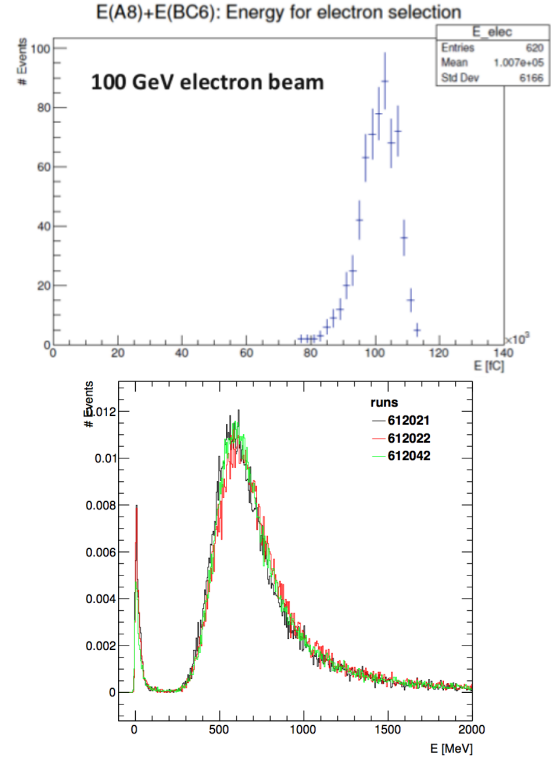 E(A8)+E(BC6): Energy for electron selection
E_elec
Entries 620
Mean 1.007e+05
Std Dev 6166
# Events
100 GeV electron beam
100
80
60
40
20
0
0 20 40 60 80 100 120 140
×10³
E [fC]
# Events
runs
612021
612022
612042
0.012
0.01
0.008
0.006
0.004
0.002
0
0 500 1000 1500 2000
E [MeV]